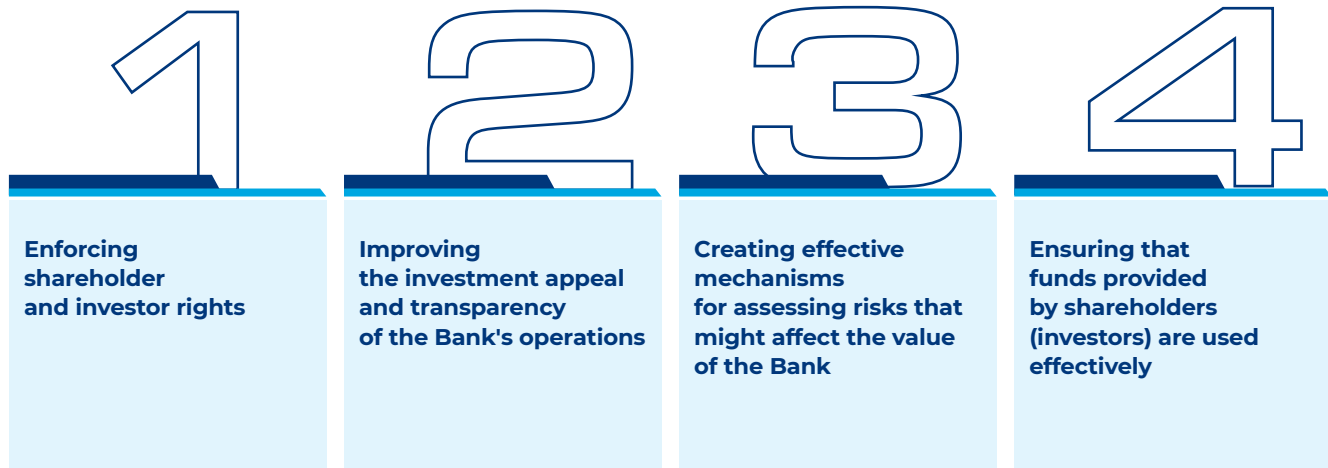 1
Enforcing
shareholder
and investor rights
2
Improving
the investment appeal
and transparency
of the Bank's operations
3
Creating effective
mechanisms
for assessing risks that
might affect the value
of the Bank
4
Ensuring that
funds provided
by shareholders
(investors) are used
effectively